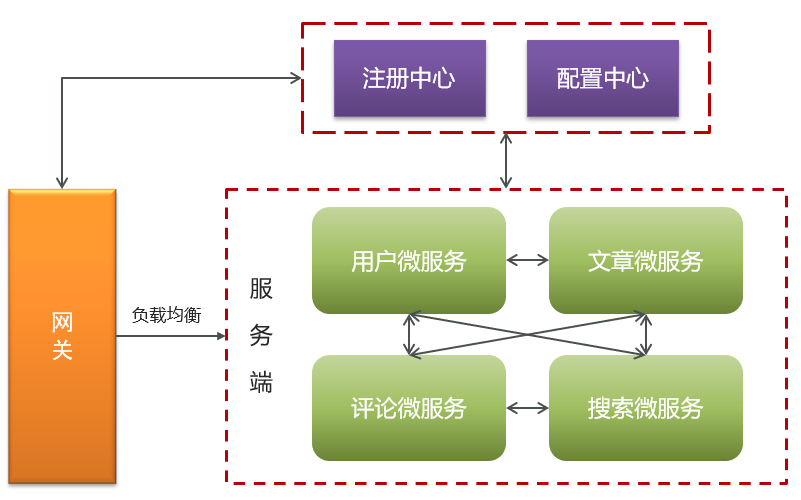 注册中心
配置中心
网
关
负载均衡
服
务
端
用户微服务
文章微服务
评论微服务
搜索微服务